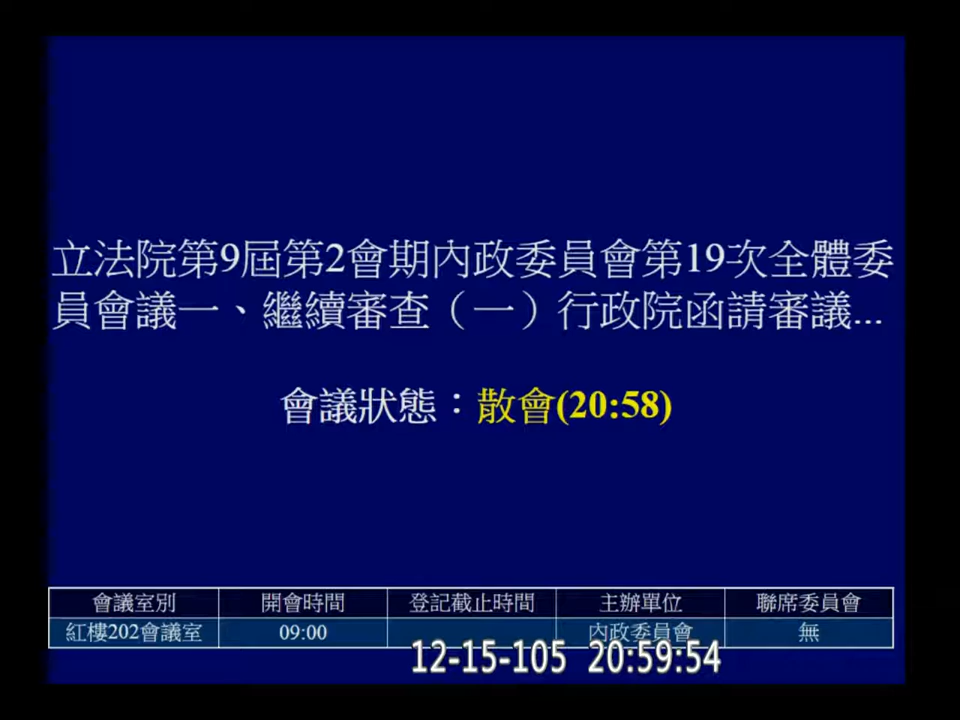 立法院第9屆第2會期內政委員會第19次全體委
員會議一、繼續審查（一）行政院函請審議...
會議狀態：散會(20:58)
會議室別 開會時間 登記截止時間 主辦單位 聯席委員會
紅樓202會議室 09:00 內政委員會 無
12-15-105 20:59:54